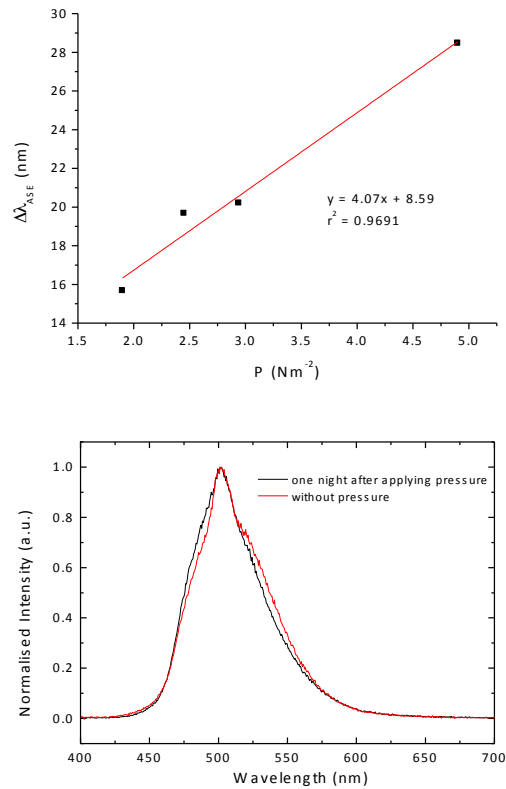 30
28
26
24
22
20
18
16
14
Δλ_ASE (nm)
y = 4.07x + 8.59
r² = 0.9691
1.5 2.0 2.5 3.0 3.5 4.0 4.5 5.0
P (Nm⁻²)
1.0
0.8
0.6
0.4
0.2
0.0
Normalised Intensity (a.u.)
one night after applying pressure
without pressure
400 450 500 550 600 650 700
Wavelength (nm)